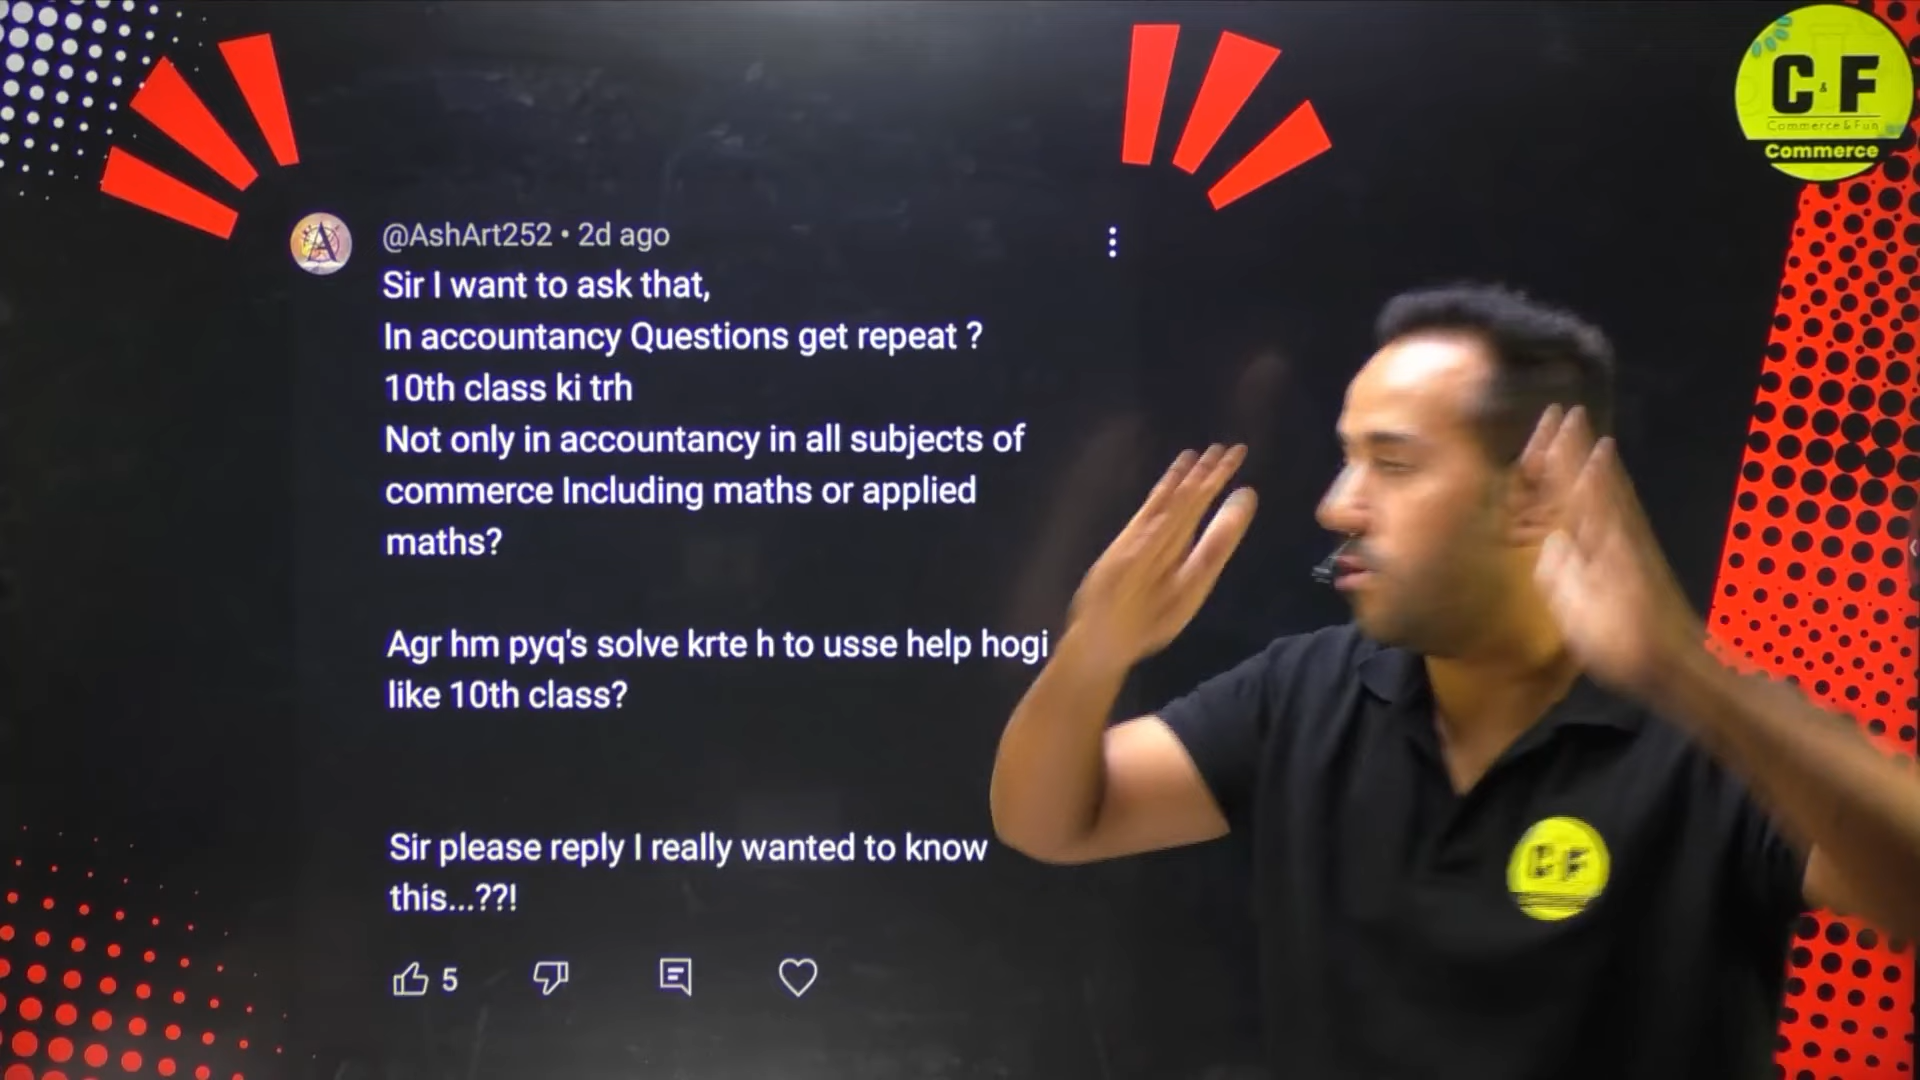 C & F
Commerce & Fun
Commerce
@AshArt252 • 2d ago
Sir I want to ask that,
In accountancy Questions get repeat ?
10th class ki trh
Not only in accountancy in all subjects of
commerce Including maths or applied
maths?
Agr hm pyq's solve krte h to usse help hogi
like 10th class?
Sir please reply I really wanted to know
this...??!
5
C F